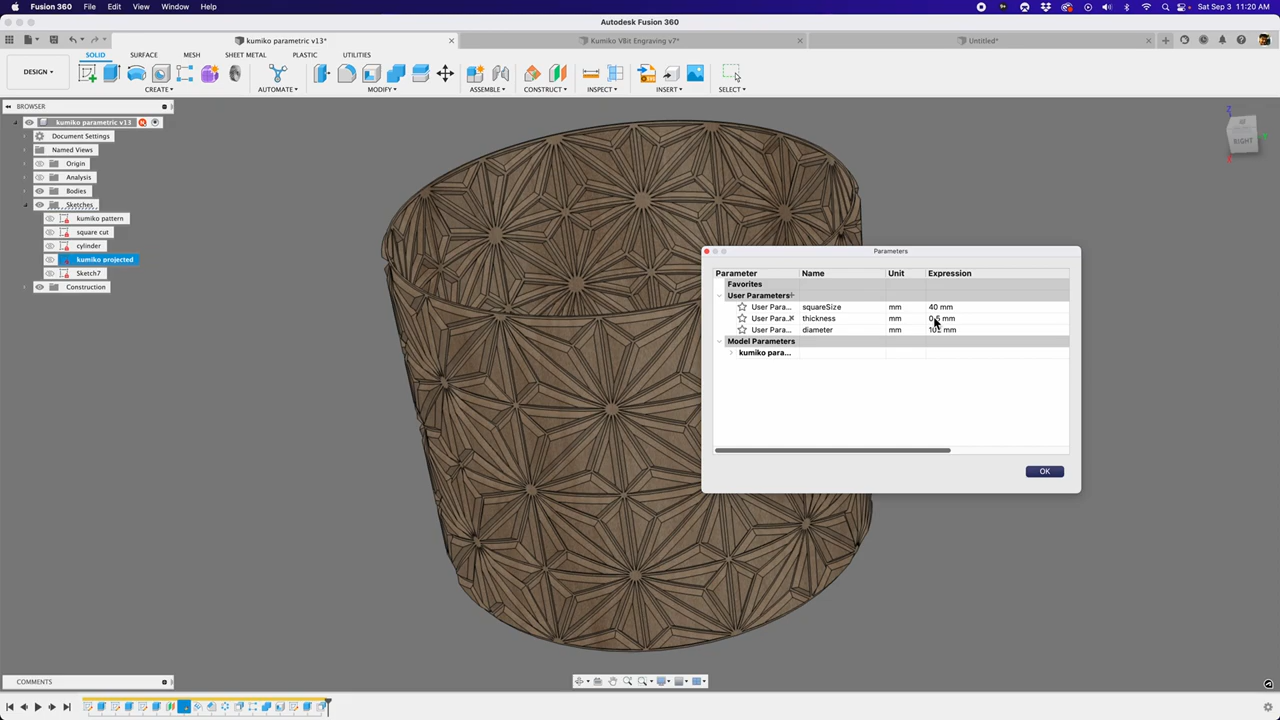 Fusion 360 File Edit View Window Help
Sat Sep 3 11:20 AM
Autodesk Fusion 360
kumiko parametric v13*
Kumiko VBit Engraving v7*
Untitled*
SOLID SURFACE MESH SHEET METAL PLASTIC UTILITIES
DESIGN
CREATE AUTOMATE MODIFY ASSEMBLE CONSTRUCT INSPECT INSERT SELECT
BROWSER
kumiko parametric v13
Document Settings
Named Views
Origin
Analysis
Bodies
Sketches
kumiko pattern
square cut
cylinder
kumiko projected
Sketch7
Construction
RIGHT
Z
Parameters
Parameter Name Unit Expression
Favorites
User Parameters
User Para... squareSize mm 40 mm
User Para... thickness mm mm
User Para... diameter mm mm
Model Parameters
kumiko para...
OK
COMMENTS